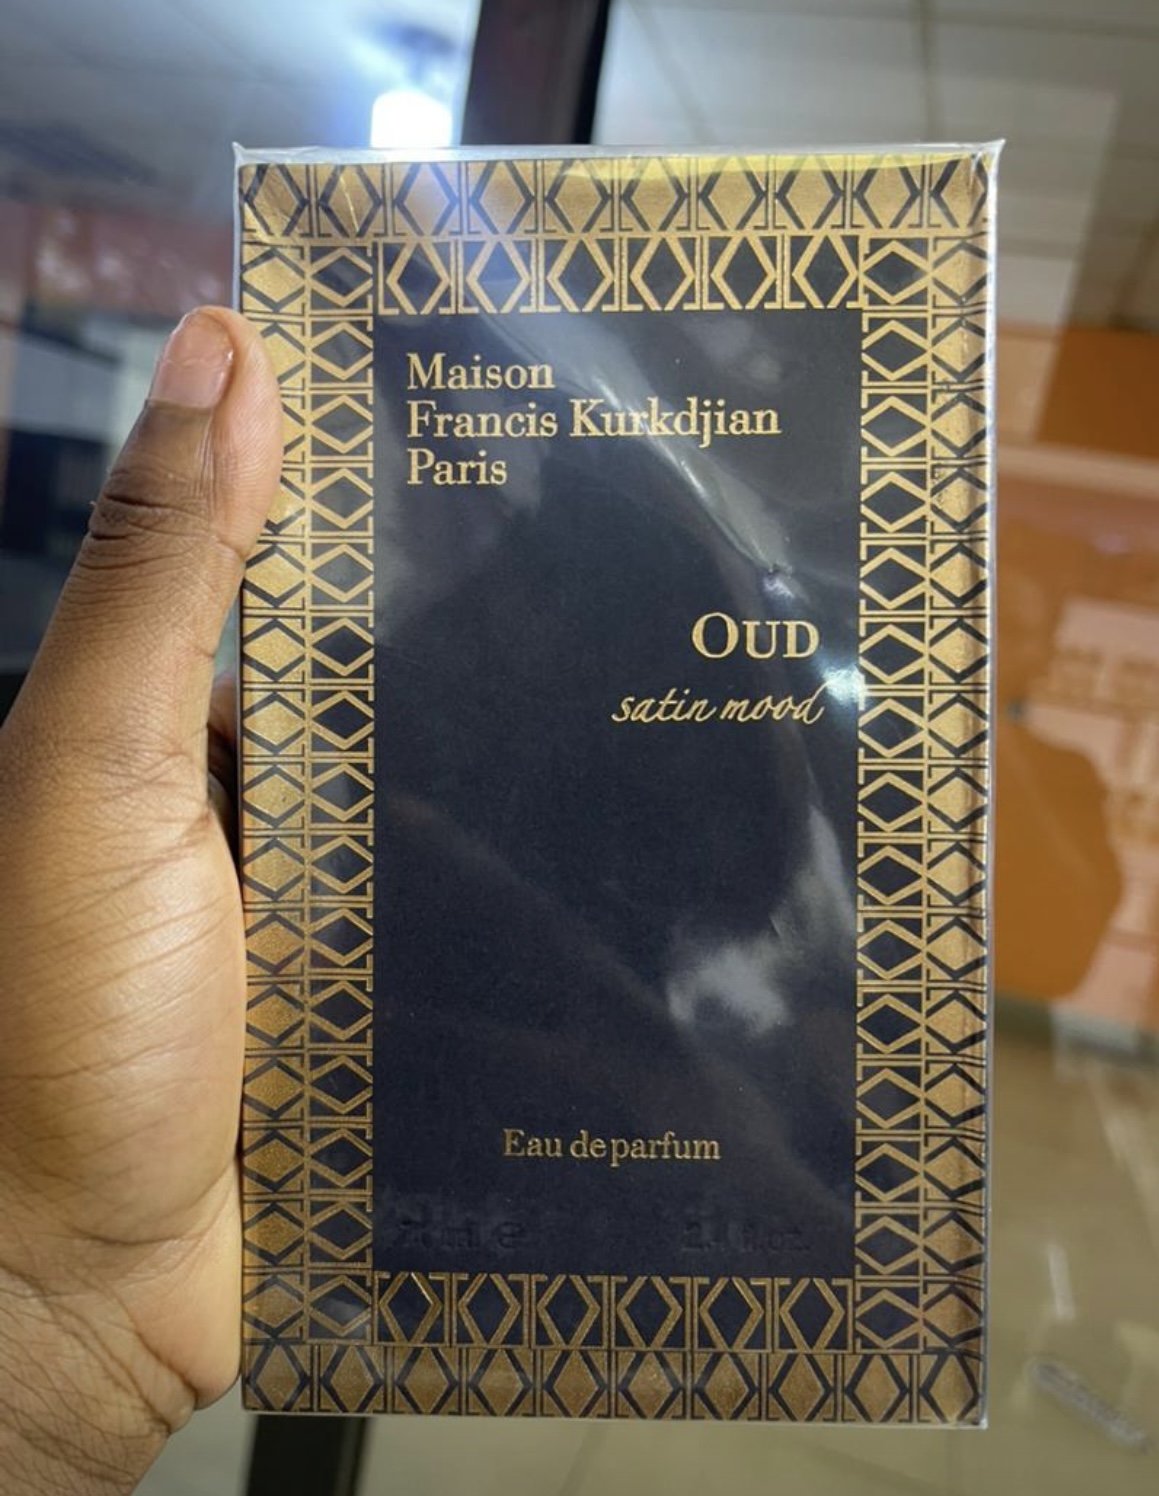 Maison
Francis Kurkdjian
Paris
OUD
satin mood
Eau de parfum